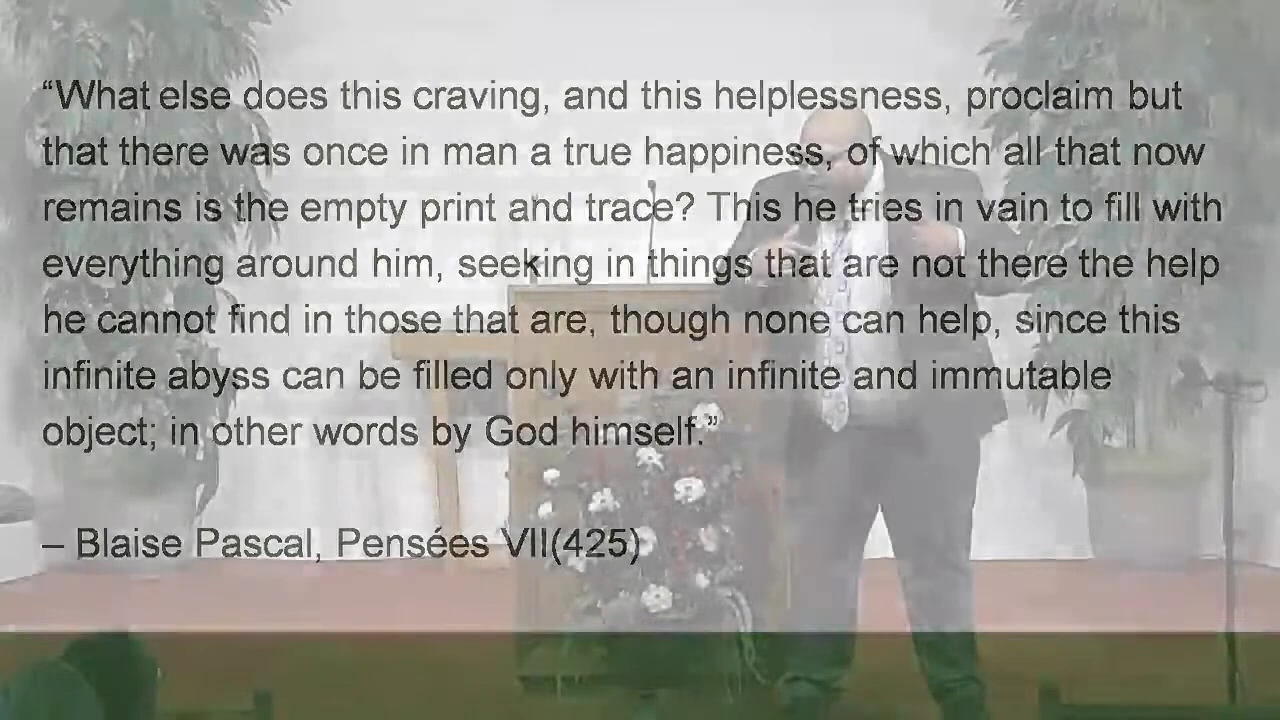 “What else does this craving, and this helplessness, proclaim but
that there was once in man a true happiness, of which all that now
remains is the empty print and trace? This he tries in vain to fill with
everything around him, seeking in things that are not there the help
he cannot find in those that are, though none can help, since this
infinite abyss can be filled only with an infinite and immutable
object; in other words by God himself.”
– Blaise Pascal, Pensées VII(425)